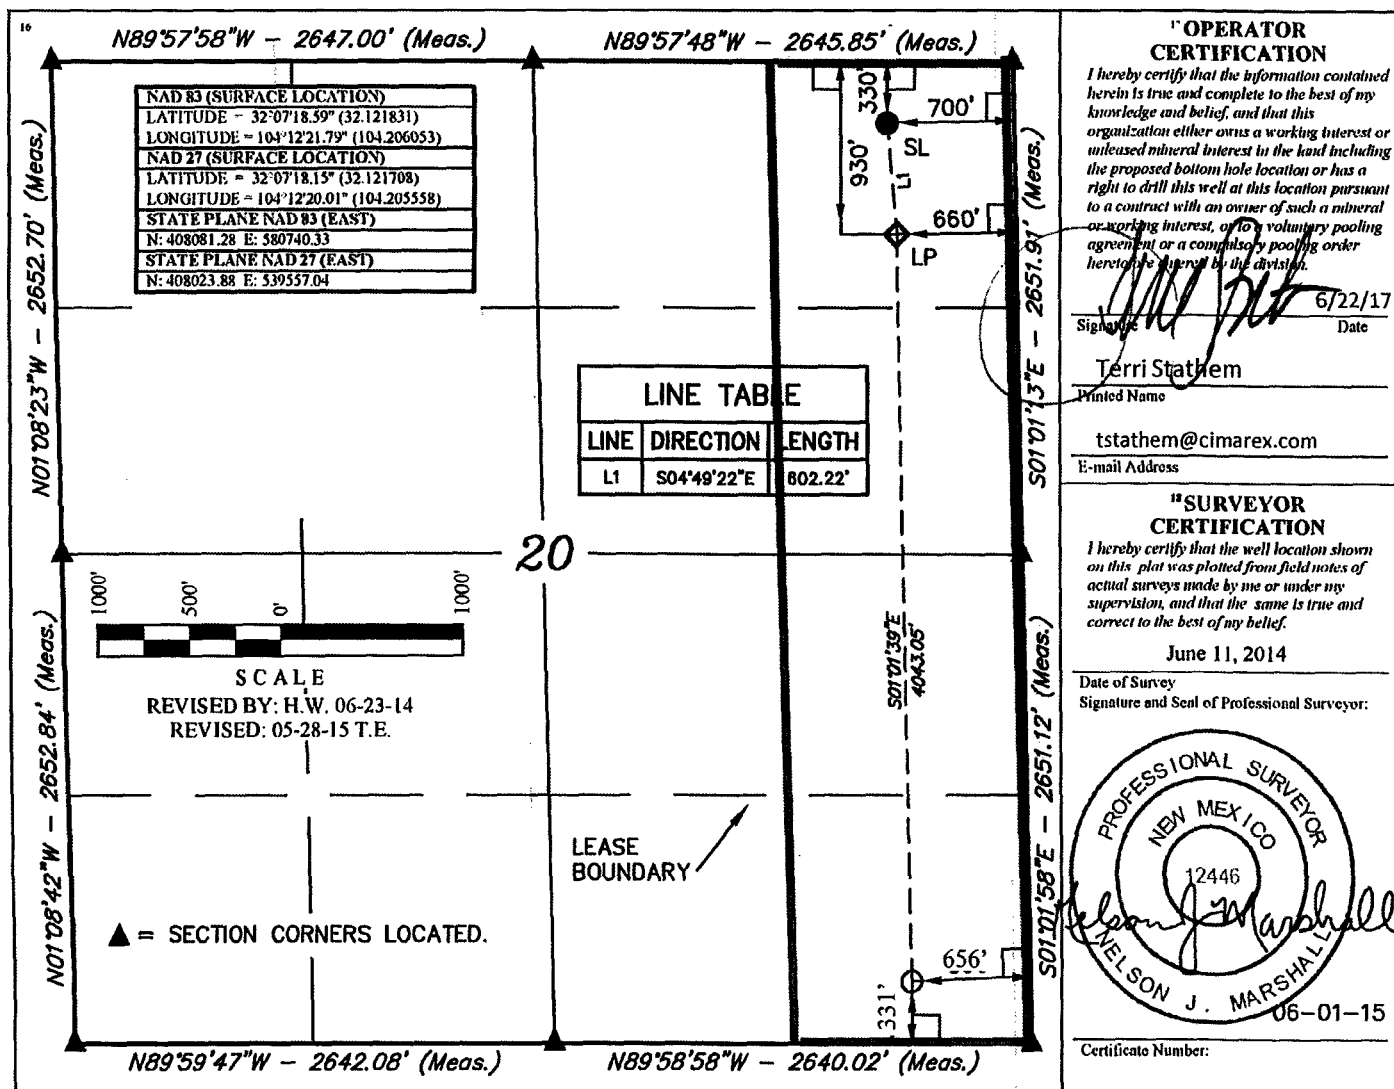 16
N89°57'58"W - 2647.00' (Meas.)
N89°57'48"W - 2645.85' (Meas.)
NAD 83 (SURFACE LOCATION)
LATITUDE = 32°07'18.59" (32.121831)
LONGITUDE = 104°12'21.79" (104.206053)
NAD 27 (SURFACE LOCATION)
LATITUDE = 32°07'18.15" (32.121708)
LONGITUDE = 104°12'20.01" (104.205558)
STATE PLANE NAD 83 (EAST)
N: 408081.28 E: 580740.33
STATE PLANE NAD 27 (EAST)
N: 408023.88 E: 539557.04
330'
700'
SL
930'
L1
660'
LP
N01°08'23"W - 2652.70' (Meas.)
S01°01'13"E - 2651.91' (Meas.)
LINE TABLE
LINE DIRECTION LENGTH
L1 S04°49'22"E 602.22'
20
1000'
500'
0'
1000'
SCALE
REVISED BY: H.W. 06-23-14
REVISED: 05-28-15 T.E.
S01°01'39"E
4043.05'
N01°08'42"W - 2652.84' (Meas.)
S01°01'58"E - 2651.12' (Meas.)
LEASE
BOUNDARY
▲ = SECTION CORNERS LOCATED.
656'
331'
N89°59'47"W - 2642.08' (Meas.)
N89°58'58"W - 2640.02' (Meas.)
17 OPERATOR
CERTIFICATION
I hereby certify that the information contained
herein is true and complete to the best of my
knowledge and belief, and that this
organization either owns a working interest or
unleased mineral interest in the land including
the proposed bottom hole location or has a
right to drill this well at this location pursuant
to a contract with an owner of such a mineral
or working interest, or to a voluntary pooling
agreement or a compulsory pooling order
heretofore entered by the division.
6/22/17
Signature Date
Terri Stathem
Printed Name
tstathem@cimarex.com
E-mail Address
18 SURVEYOR
CERTIFICATION
I hereby certify that the well location shown
on this plat was plotted from field notes of
actual surveys made by me or under my
supervision, and that the same is true and
correct to the best of my belief.
June 11, 2014
Date of Survey
Signature and Seal of Professional Surveyor:
PROFESSIONAL SURVEYOR
NEW MEXICO
12446
Nelson J. Marshall
NELSON J. MARSHALL
06-01-15
Certificate Number: